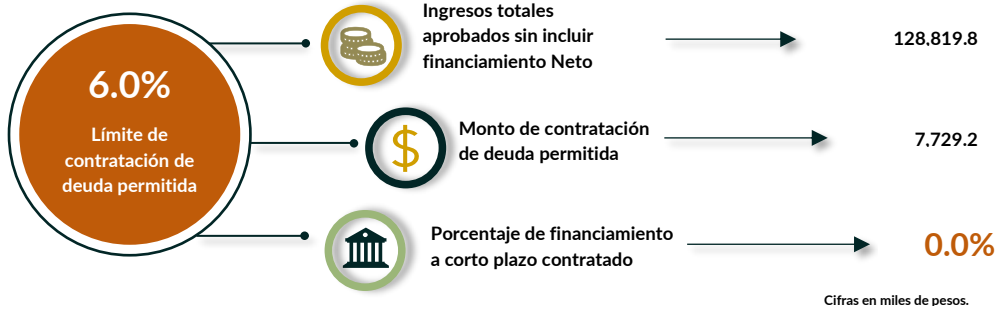 6.0%
Límite de
contratación de
deuda permitida
Ingresos totales
aprobados sin incluir
financiamiento Neto
128,819.8
$
Monto de contratación
de deuda permitida
7,729.2
Porcentaje de financiamiento
a corto plazo contratado
0.0%
Cifras en miles de pesos.